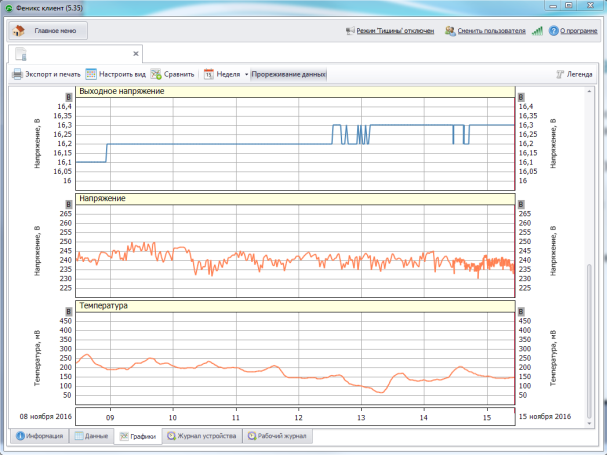 Феникс клиент (5.35)
Главное меню
Режим 'Тишины' отключен
Сменить пользователя
О программе
Экспорт и печать
Настроить вид
Сравнить
Неделя
Прореживание данных
Легенда
В Выходное напряжение В
16,4 16,4
16,35 16,35
16,3 16,3
16,25 16,25
16,2 16,2
16,15 16,15
16,1 16,1
16,05 16,05
16 16
Напряжение, В Напряжение, В
В Напряжение В
265 265
260 260
255 255
250 250
245 245
240 240
235 235
230 230
225 225
Напряжение, В Напряжение, В
В Температура В
450 450
400 400
350 350
300 300
250 250
200 200
150 150
100 100
50 50
Температура, мВ Температура, мВ
08 ноября 2016 09 10 11 12 13 14 15 15 ноября 2016
Информация
Данные
Графики
Журнал устройства
Рабочий журнал